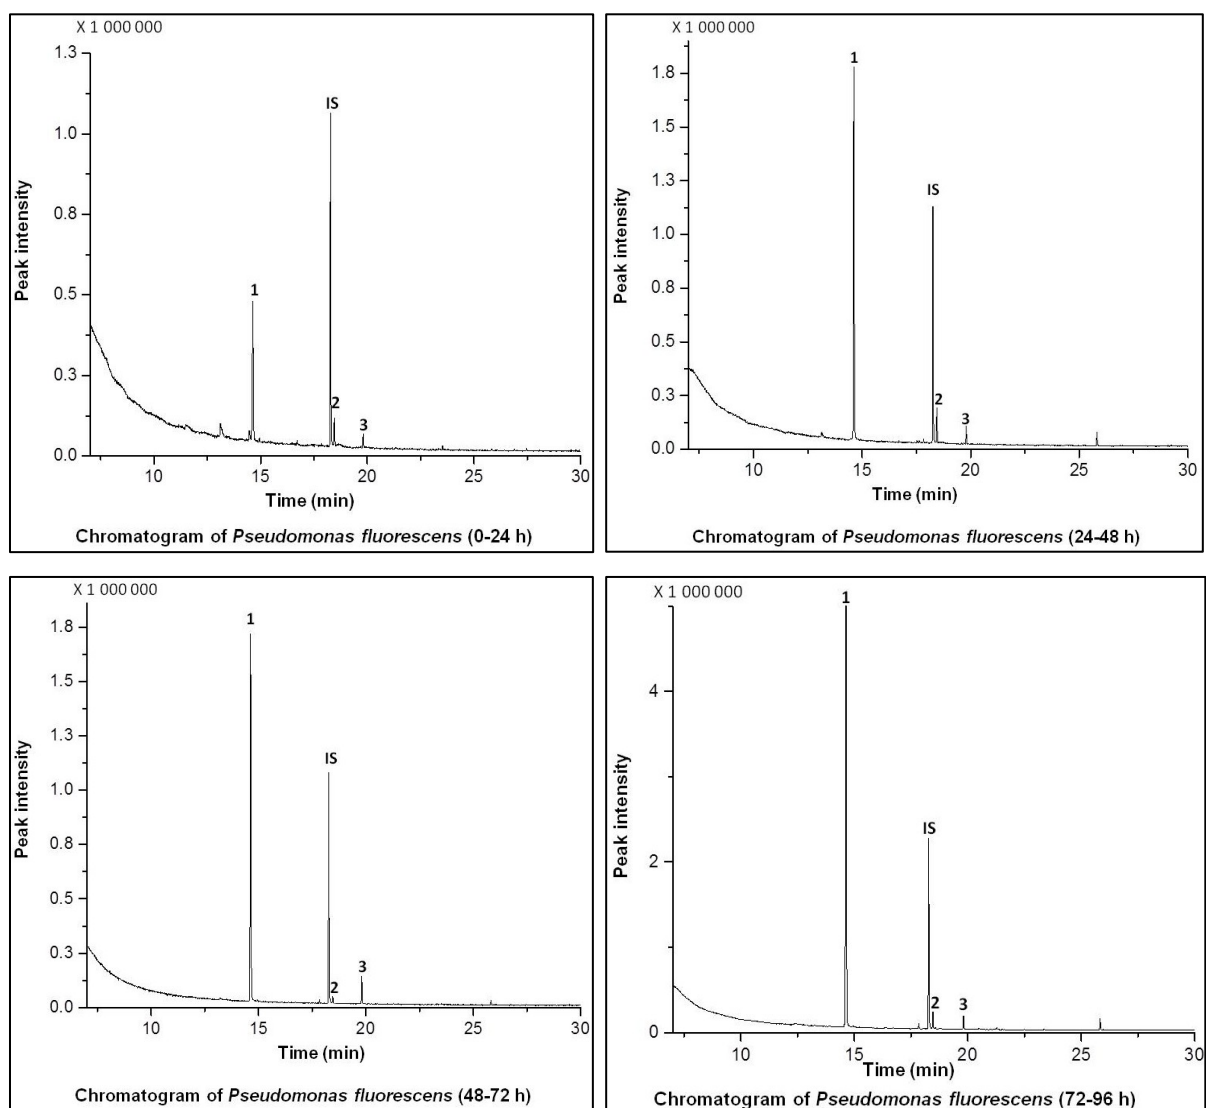 X 1 000 000
1.3
1.0
0.8
0.5
0.3
0.0
Peak intensity
1
IS
2
3
10 15 20 25 30
Time (min)
Chromatogram of Pseudomonas fluorescens (0-24 h)
X 1 000 000
1.8
1.5
1.3
1.0
0.8
0.5
0.3
0.0
Peak intensity
1
IS
2
3
10 15 20 25 30
Time (min)
Chromatogram of Pseudomonas fluorescens (24-48 h)
X 1 000 000
1.8
1.5
1.3
1.0
0.8
0.5
0.3
0.0
Peak intensity
1
IS
2
3
10 15 20 25 30
Time (min)
Chromatogram of Pseudomonas fluorescens (48-72 h)
X 1 000 000
4
2
0
Peak intensity
1
IS
2
3
10 15 20 25 30
Time (min)
Chromatogram of Pseudomonas fluorescens (72-96 h)